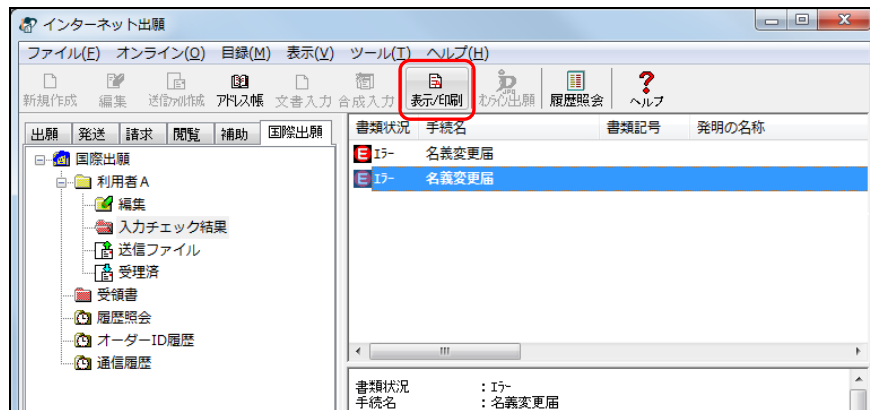 インターネット出願
ファイル(F) オンライン(O) 目録(M) 表示(V) ツール(T) ヘルプ(H)
新規作成 編集 送信ファイル作成 アドレス帳 文書入力 合成入力 表示/印刷 オンライン出願 履歴照会 ヘルプ
出願 発送 請求 閲覧 補助 国際出願
書類状況 手続名 書類記号 発明の名称
E エラー 名義変更届
E エラー 名義変更届
国際出願
利用者A
編集
入力チェック結果
送信ファイル
受理済
受領書
履歴照会
オーダーID履歴
通信履歴
書類状況 : エラー
手続名 : 名義変更届